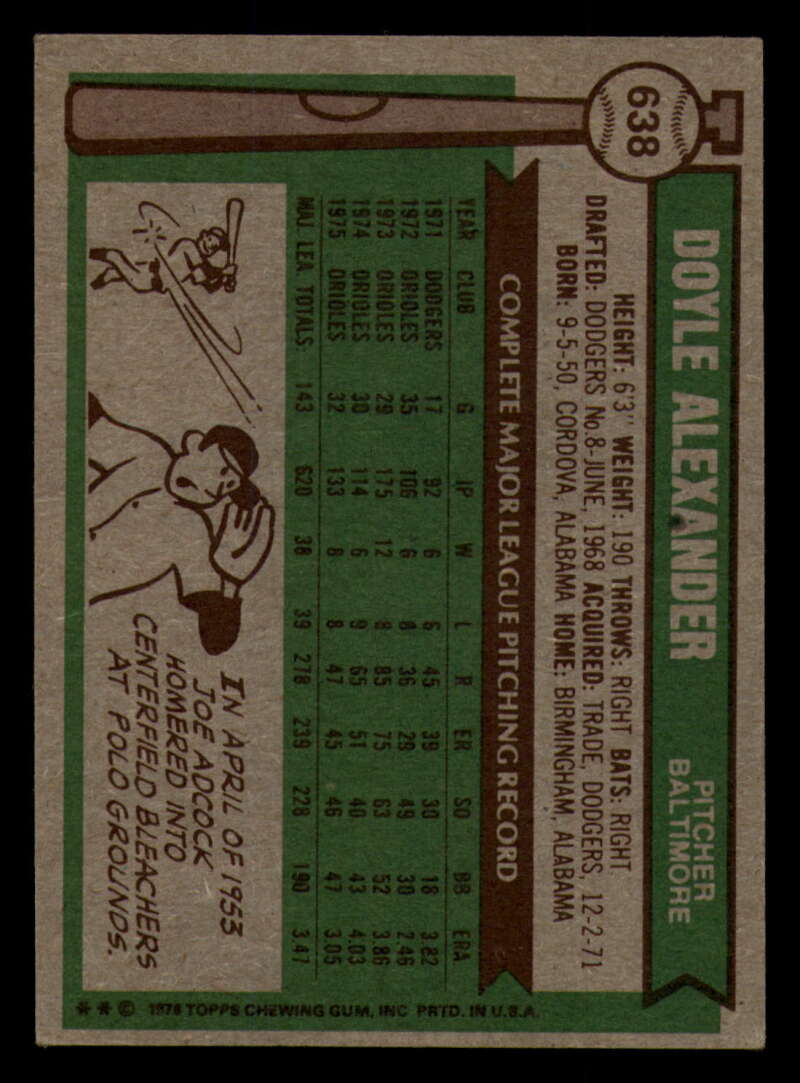 638
DOYLE ALEXANDER
PITCHER
BALTIMORE
HEIGHT: 6'3" WEIGHT: 190 THROWS: RIGHT BATS: RIGHT
DRAFTED: DODGERS No.8-JUNE, 1968 ACQUIRED: TRADE, DODGERS, 12-2-71
BORN: 9-5-50, CORDOVA, ALABAMA HOME: BIRMINGHAM, ALABAMA
COMPLETE MAJOR LEAGUE PITCHING RECORD
YEAR CLUB G IP W L R ER SO BB ERA
1971 DODGERS 17 92 6 6 45 39 30 18 3.82
1972 ORIOLES 35 106 6 8 36 29 49 30 2.46
1973 ORIOLES 29 175 12 8 85 75 63 52 3.86
1974 ORIOLES 30 114 6 9 65 51 40 43 4.03
1975 ORIOLES 32 133 8 8 47 45 46 47 3.05
MAJ. LEA. TOTALS: 143 620 38 39 278 239 228 190 3.47
IN APRIL OF 1953
JOE ADCOCK
HOMERED INTO
CENTERFIELD BLEACHERS
AT POLO GROUNDS.
** © 1976 TOPPS CHEWING GUM, INC PRTD. IN U.S.A.